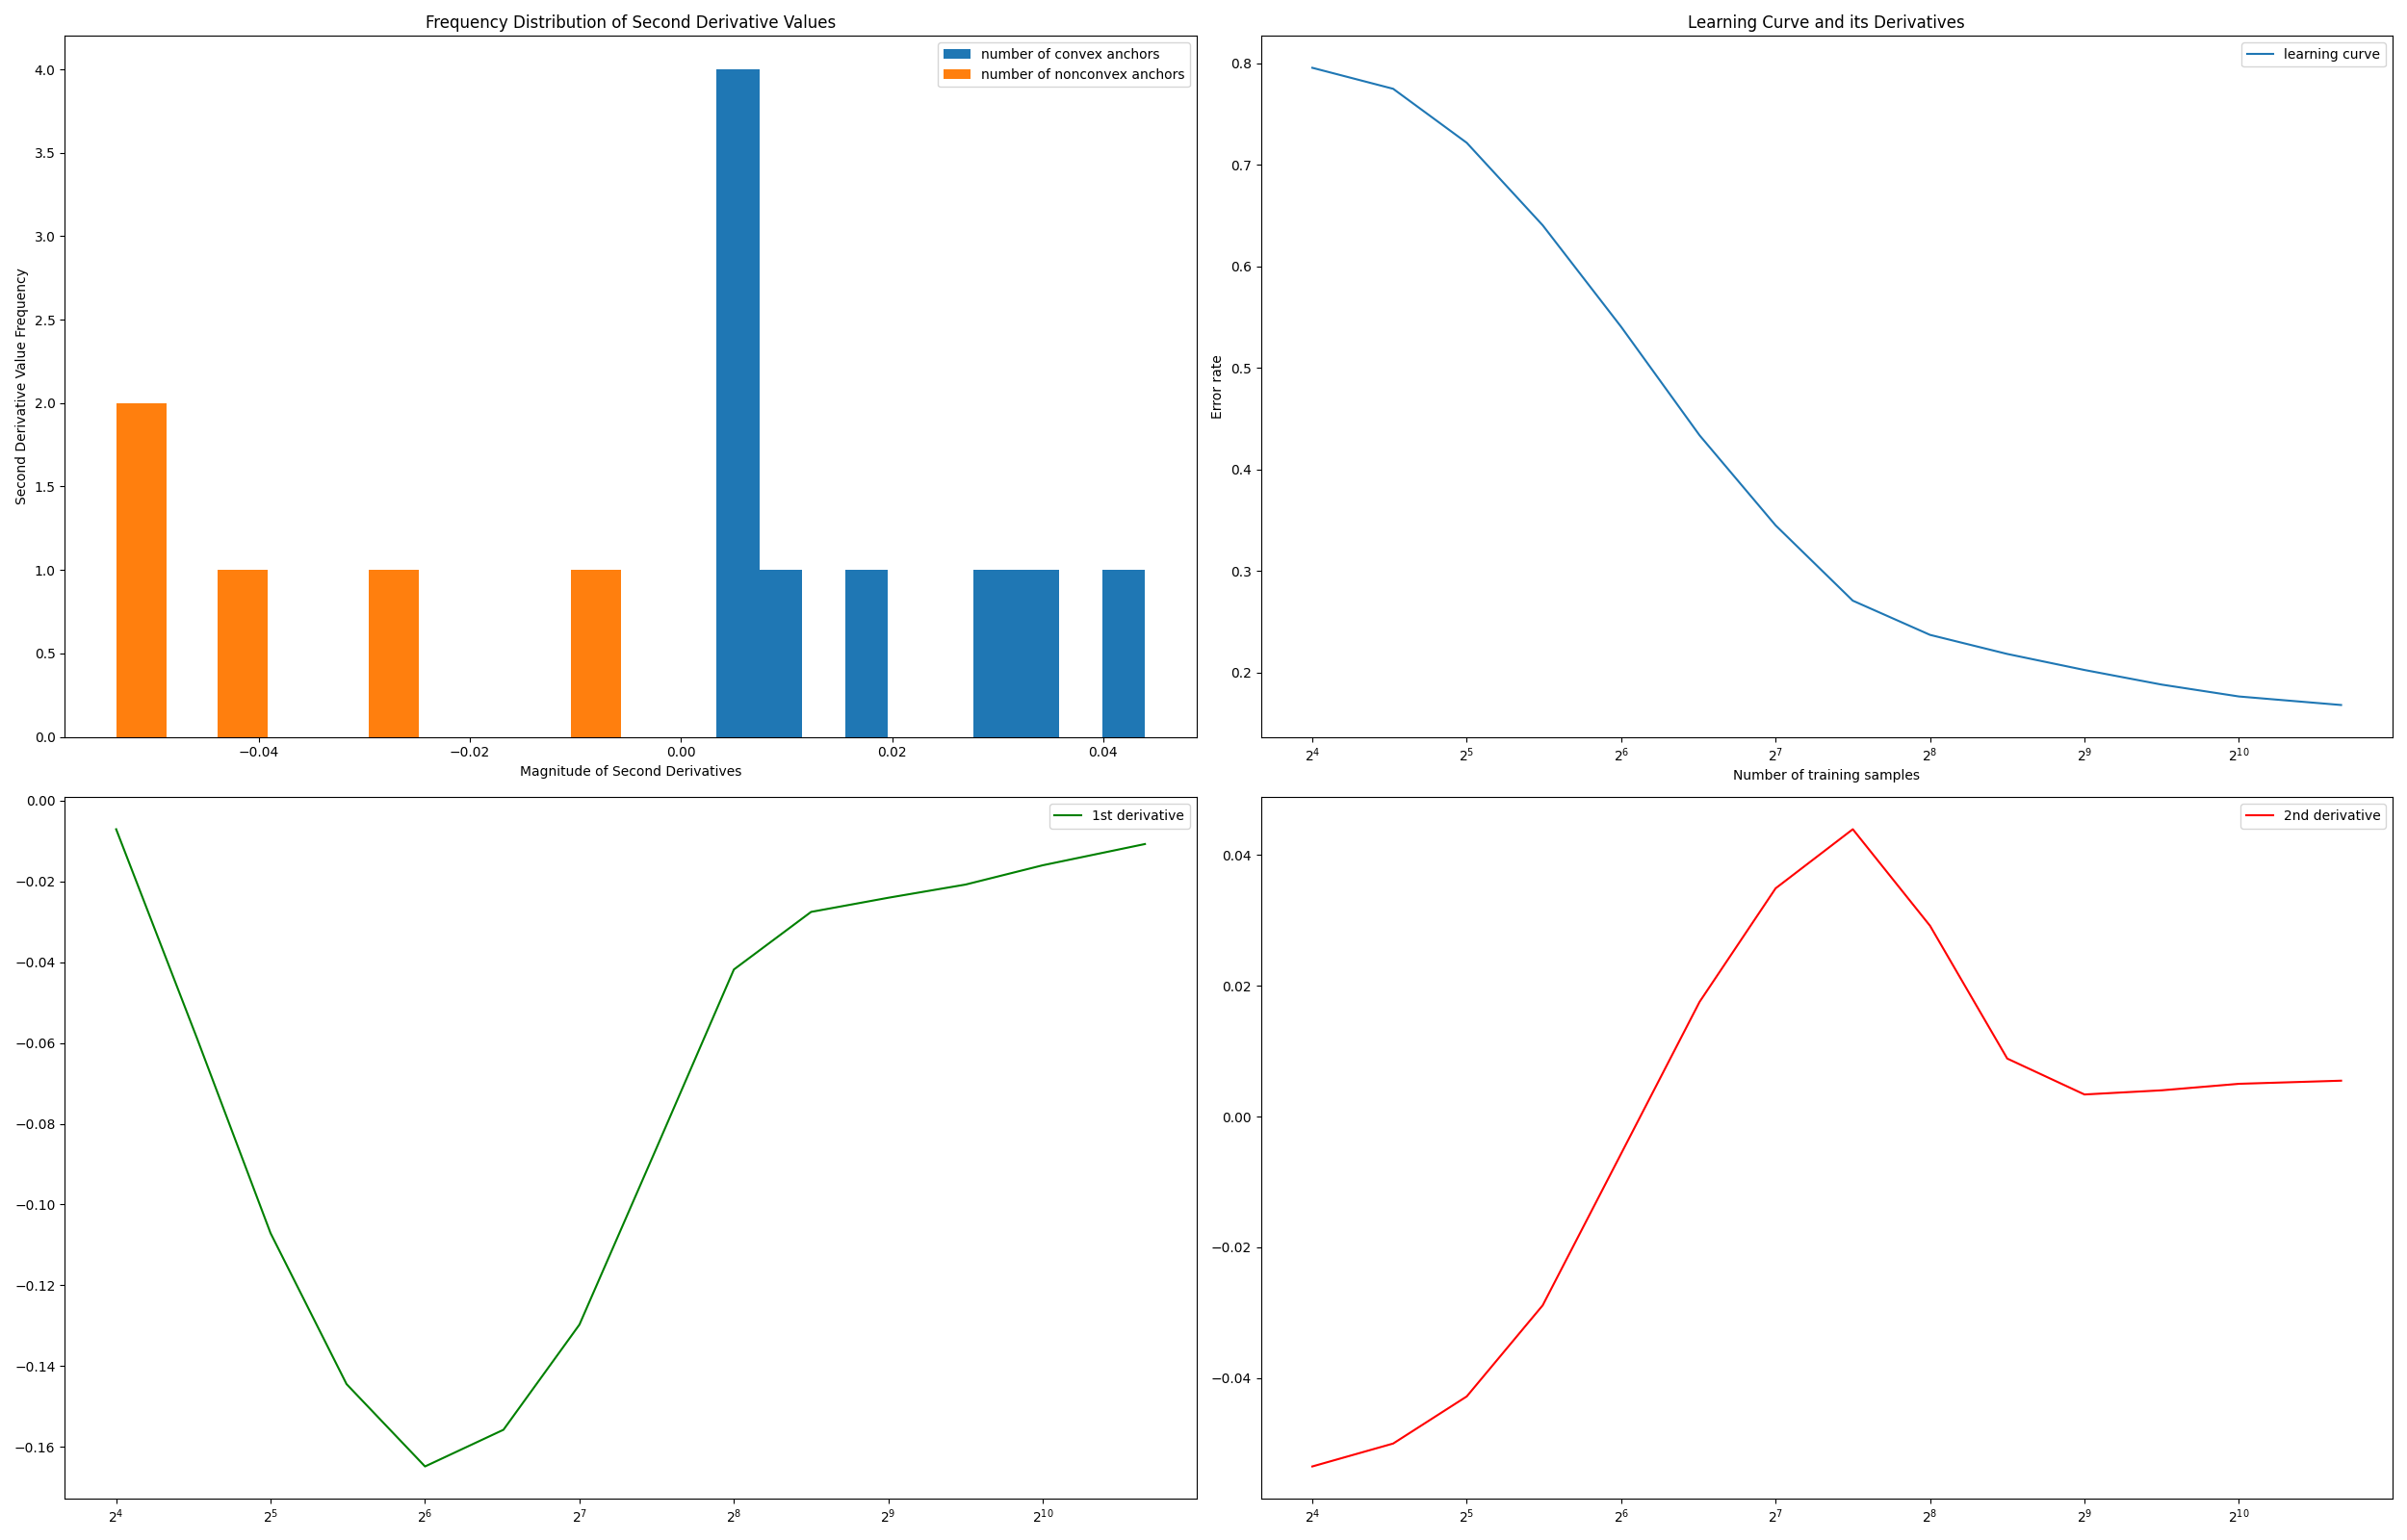 Frequency Distribution of Second Derivative Values
number of convex anchors
number of nonconvex anchors
4.0
3.5
3.0
2.5
2.0
1.5
1.0
0.5
0.0
Second Derivative Value Frequency
−0.04 −0.02 0.00 0.02 0.04
Magnitude of Second Derivatives
Learning Curve and its Derivatives
learning curve
0.8
0.7
0.6
0.5
0.4
0.3
0.2
Error rate
2⁴ 2⁵ 2⁶ 2⁷ 2⁸ 2⁹ 2¹⁰
Number of training samples
1st derivative
0.00
−0.02
−0.04
−0.06
−0.08
−0.10
−0.12
−0.14
−0.16
2⁴ 2⁵ 2⁶ 2⁷ 2⁸ 2⁹ 2¹⁰
2nd derivative
0.04
0.02
0.00
−0.02
−0.04
2⁴ 2⁵ 2⁶ 2⁷ 2⁸ 2⁹ 2¹⁰